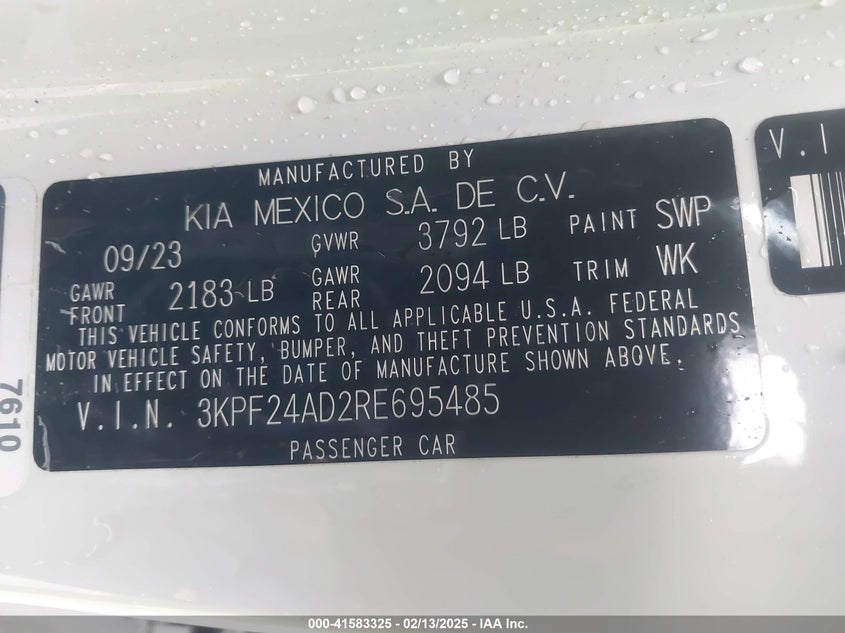 MANUFACTURED BY
KIA MEXICO S.A. DE C.V.
09/23 GVWR 3792 LB PAINT SWP
GAWR FRONT 2183 LB GAWR REAR 2094 LB TRIM WK
THIS VEHICLE CONFORMS TO ALL APPLICABLE U.S.A. FEDERAL
MOTOR VEHICLE SAFETY, BUMPER, AND THEFT PREVENTION STANDARDS
IN EFFECT ON THE DATE OF MANUFACTURE SHOWN ABOVE.
V.I.N. 3KPF24AD2RE695485
PASSENGER CAR
V.I
7610
000-41583325 - 02/13/2025 - IAA Inc.